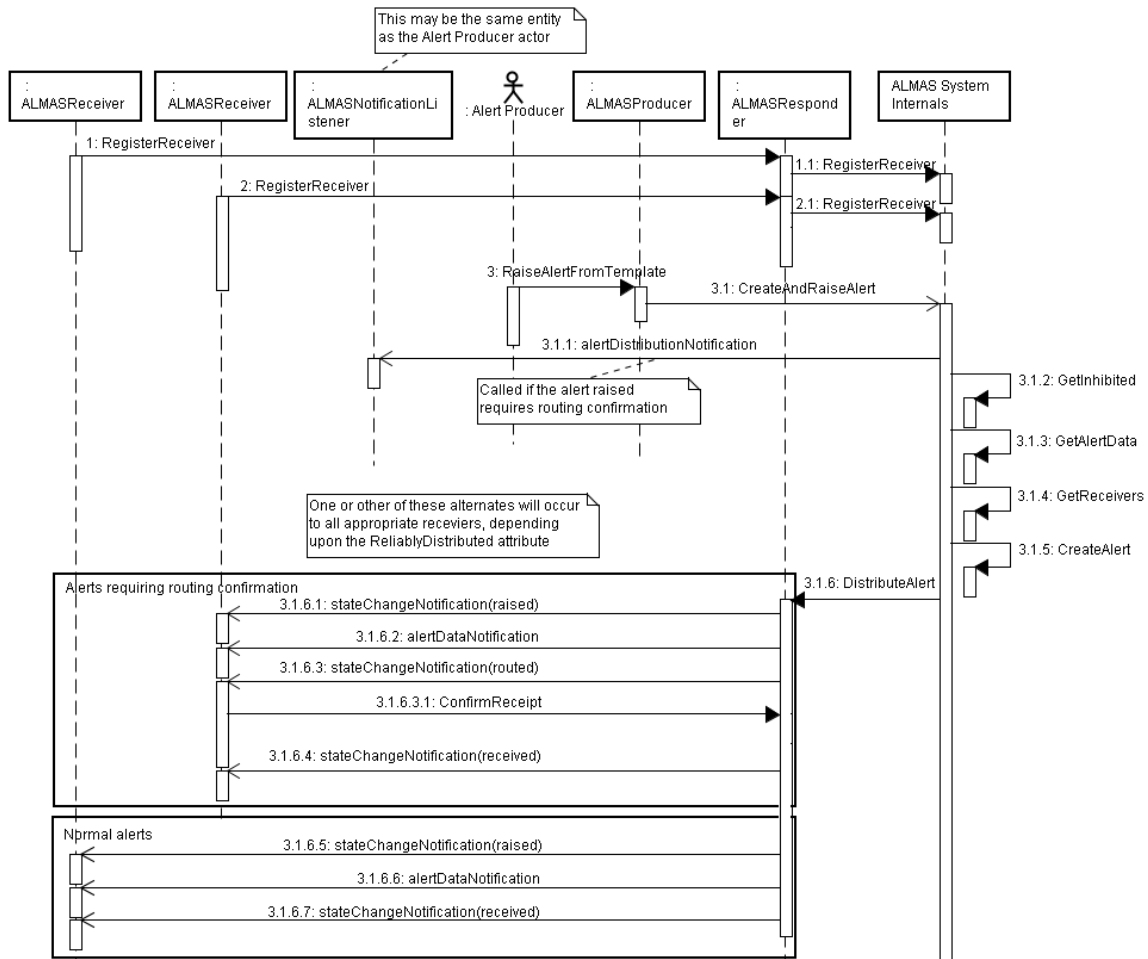 This may be the same entity
as the Alert Producer actor
:
ALMASReceiver
:
ALMASReceiver
:
ALMASNotificationLi
stener
: Alert Producer
:
ALMASProducer
:
ALMASRespond
er
ALMAS System
Internals
1: RegisterReceiver
1.1: RegisterReceiver
2: RegisterReceiver
2.1: RegisterReceiver
3: RaiseAlertFromTemplate
3.1: CreateAndRaiseAlert
3.1.1: alertDistributionNotification
Called if the alert raised
requires routing confirmation
3.1.2: GetInhibited
3.1.3: GetAlertData
3.1.4: GetReceivers
3.1.5: CreateAlert
One or other of these alternates will occur
to all appropriate receviers, depending
upon the ReliablyDistributed attribute
3.1.6: DistributeAlert
Alerts requiring routing confirmation
3.1.6.1: stateChangeNotification(raised)
3.1.6.2: alertDataNotification
3.1.6.3: stateChangeNotification(routed)
3.1.6.3.1: ConfirmReceipt
3.1.6.4: stateChangeNotification(received)
Normal alerts
3.1.6.5: stateChangeNotification(raised)
3.1.6.6: alertDataNotification
3.1.6.7: stateChangeNotification(received)